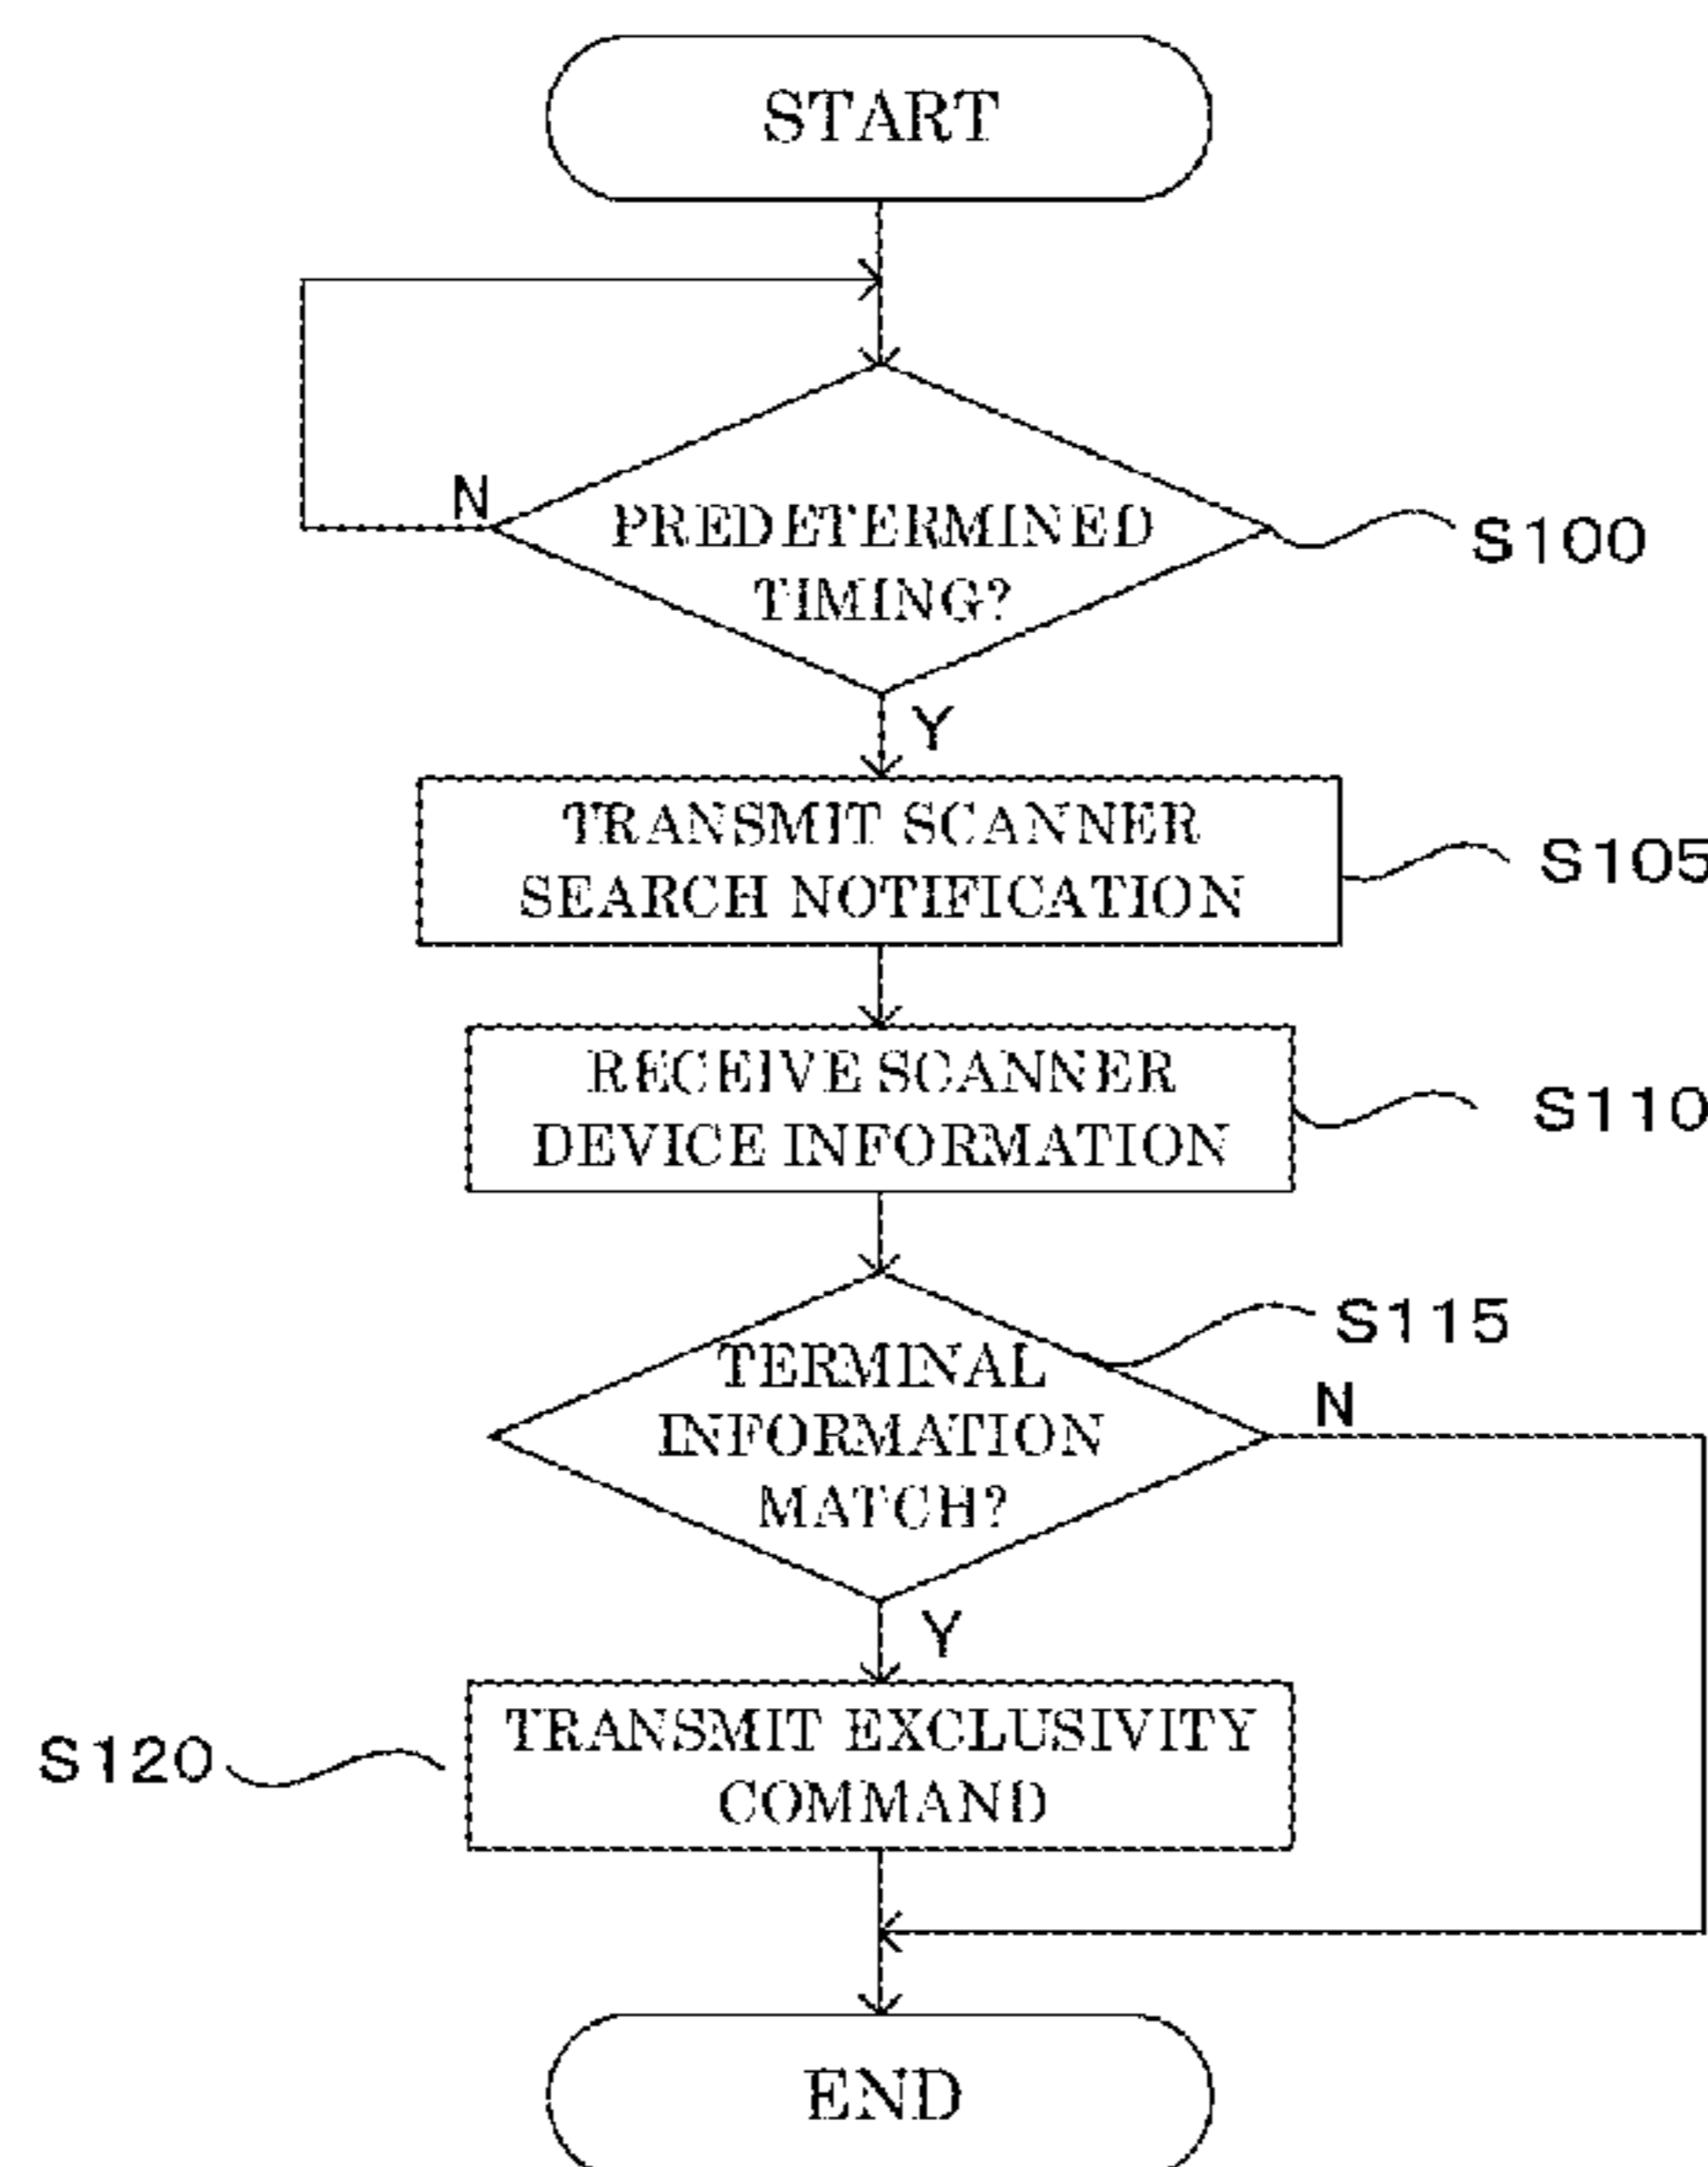 START
N
PREDETERMINED
TIMING?
S100
Y
TRANSMIT SCANNER
SEARCH NOTIFICATION
S105
RECEIVE SCANNER
DEVICE INFORMATION
S110
S115
TERMINAL
INFORMATION
MATCH?
N
Y
TRANSMIT EXCLUSIVITY
COMMAND
S120
END